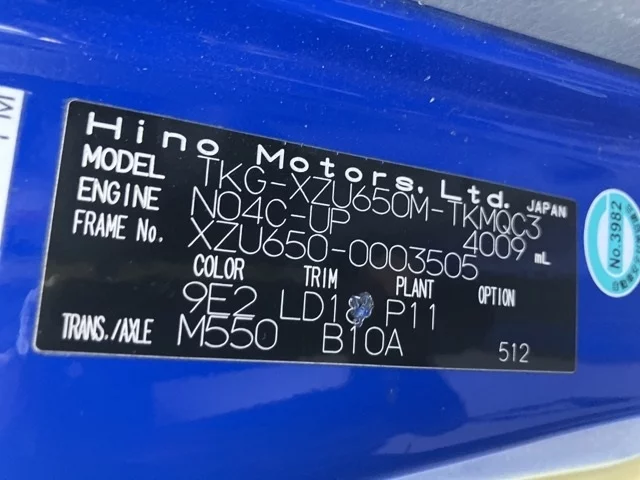 Hino Motors, Ltd. JAPAN
MODEL TKG-XZU650M-TKMQC3
ENGINE N04C-UP 4009 mL
FRAME No. XZU650-0003505
COLOR TRIM PLANT OPTION
9E2 P11
TRANS./AXLE M550 B10A 512
No.3982